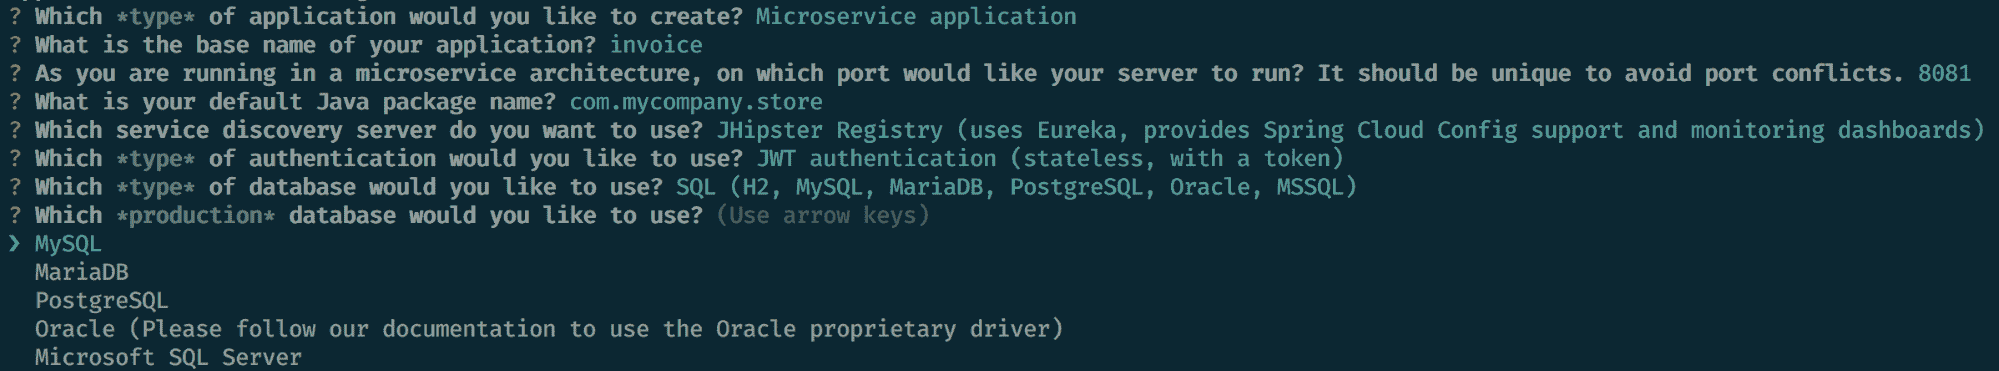 ? Which *type* of application would you like to create? Microservice application
? What is the base name of your application? invoice
? As you are running in a microservice architecture, on which port would like your server to run? It should be unique to avoid port conflicts. 8081
? What is your default Java package name? com.mycompany.store
? Which service discovery server do you want to use? JHipster Registry (uses Eureka, provides Spring Cloud Config support and monitoring dashboards)
? Which *type* of authentication would you like to use? JWT authentication (stateless, with a token)
? Which *type* of database would you like to use? SQL (H2, MySQL, MariaDB, PostgreSQL, Oracle, MSSQL)
? Which *production* database would you like to use? (Use arrow keys)
❯ MySQL
MariaDB
PostgreSQL
Oracle (Please follow our documentation to use the Oracle proprietary driver)
Microsoft SQL Server